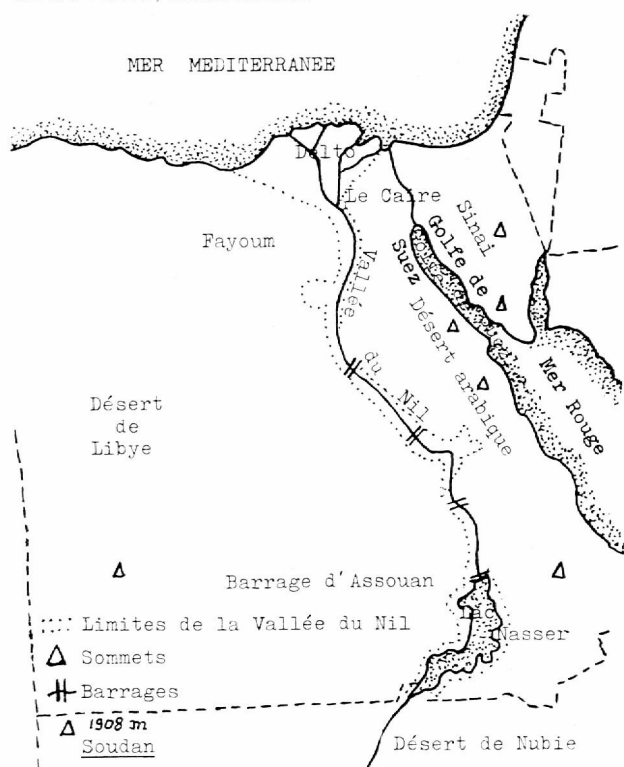 MER MEDITERRANEE
Delta
Le Caire
Sinai
Golfe de
Suez
Fayoum
Vallée
du Nil
Désert arabique
Mer Rouge
Désert
de
Libye
Barrage d'Assouan
Lac
Nasser
Limites de la Vallée du Nil
Sommets
Barrages
1908 m
Soudan
Désert de Nubie